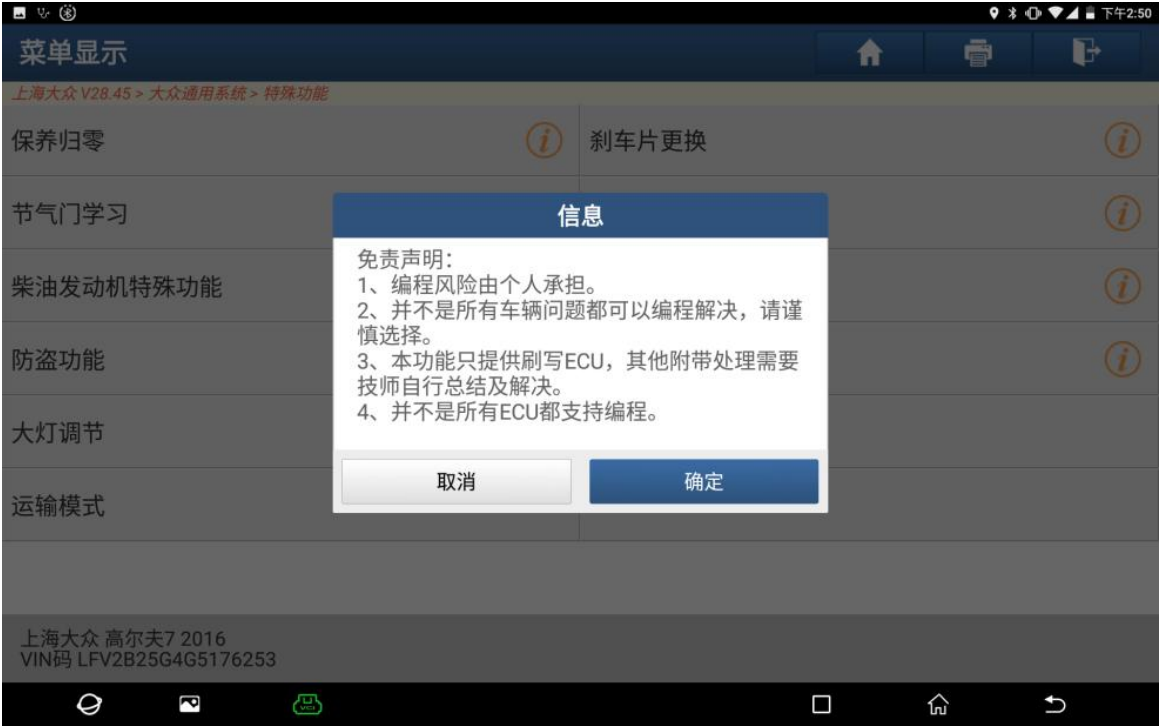 下午2:50
菜单显示
上海大众 V28.45 > 大众通用系统 > 特殊功能
保养归零
刹车片更换
节气门学习
柴油发动机特殊功能
防盗功能
大灯调节
运输模式
信息
免责声明：
1、编程风险由个人承担。
2、并不是所有车辆问题都可以编程解决，请谨
慎选择。
3、本功能只提供刷写ECU，其他附带处理需要
技师自行总结及解决。
4、并不是所有ECU都支持编程。
取消
确定
上海大众 高尔夫7 2016
VIN码 LFV2B25G4G5176253
VCI